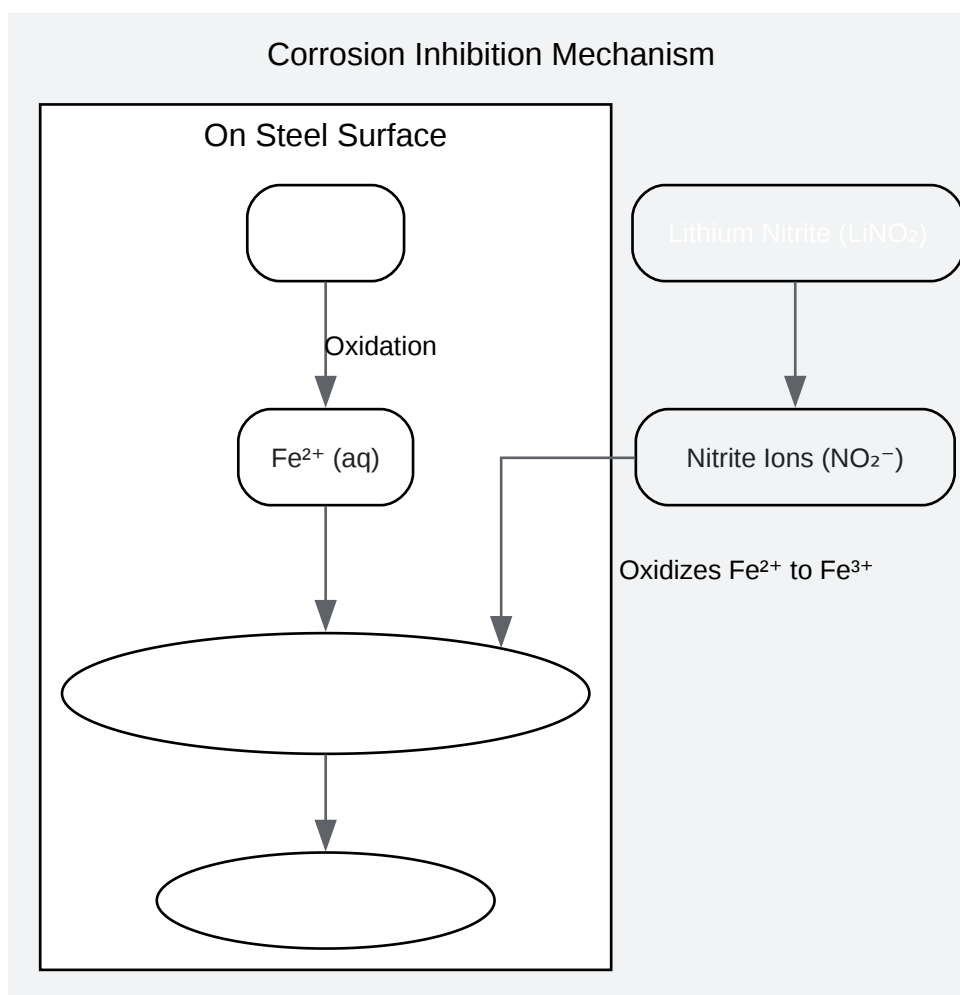 Corrosion Inhibition Mechanism
On Steel Surface
Lithium Nitrite (LiNO₂)
Oxidation
Fe²⁺ (aq)
Nitrite Ions (NO₂⁻)
Oxidizes Fe²⁺ to Fe³⁺